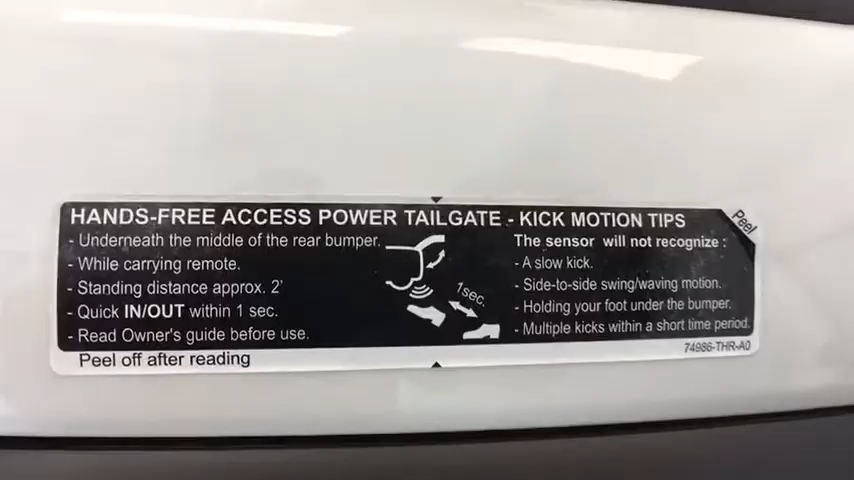 HANDS-FREE ACCESS POWER TAILGATE - KICK MOTION TIPS
Peel
- Underneath the middle of the rear bumper.
- While carrying remote.
- Standing distance approx. 2'
- Quick IN/OUT within 1 sec.
- Read Owner's guide before use.
1sec.
The sensor will not recognize :
- A slow kick.
- Side-to-side swing/waving motion.
- Holding your foot under the bumper.
- Multiple kicks within a short time period.
Peel off after reading
74986-THR-A0